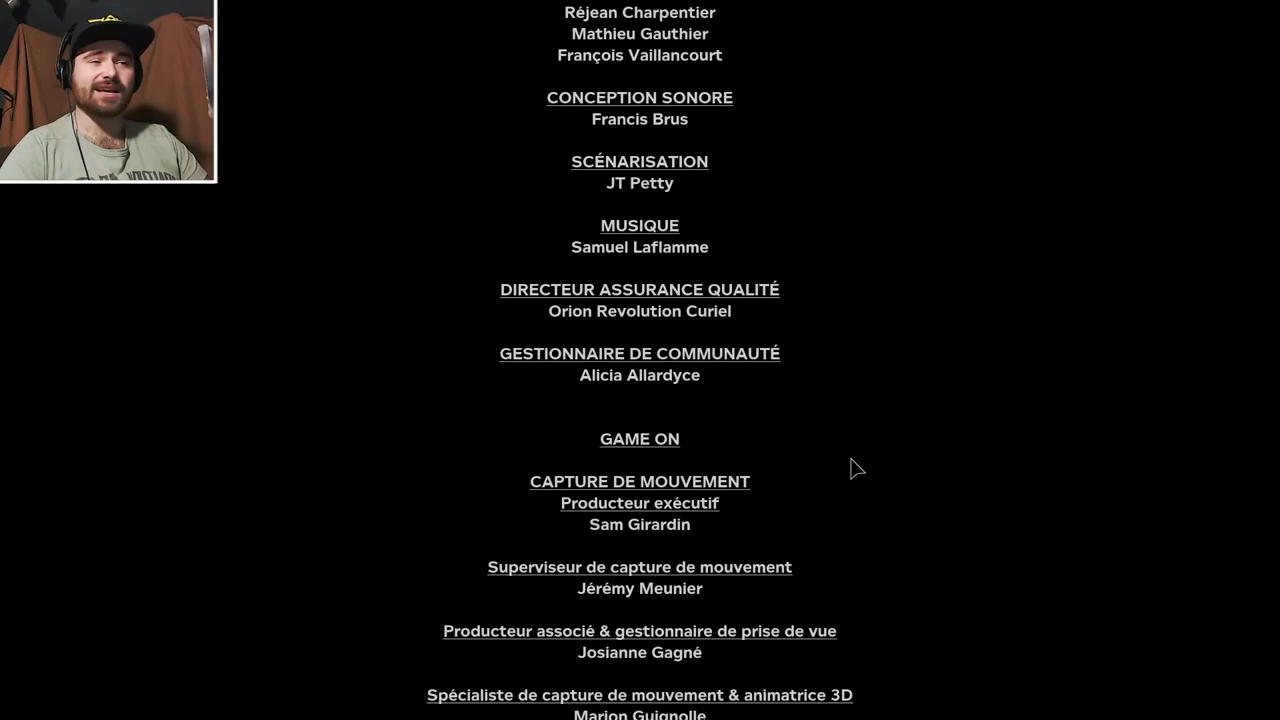 Réjean Charpentier
Mathieu Gauthier
François Vaillancourt
CONCEPTION SONORE
Francis Brus
SCÉNARISATION
JT Petty
MUSIQUE
Samuel Laflamme
DIRECTEUR ASSURANCE QUALITÉ
Orion Revolution Curiel
GESTIONNAIRE DE COMMUNAUTÉ
Alicia Allardyce
GAME ON
CAPTURE DE MOUVEMENT
Producteur exécutif
Sam Girardin
Superviseur de capture de mouvement
Jérémy Meunier
Producteur associé & gestionnaire de prise de vue
Josianne Gagné
Spécialiste de capture de mouvement & animatrice 3D
Marion Guignolle